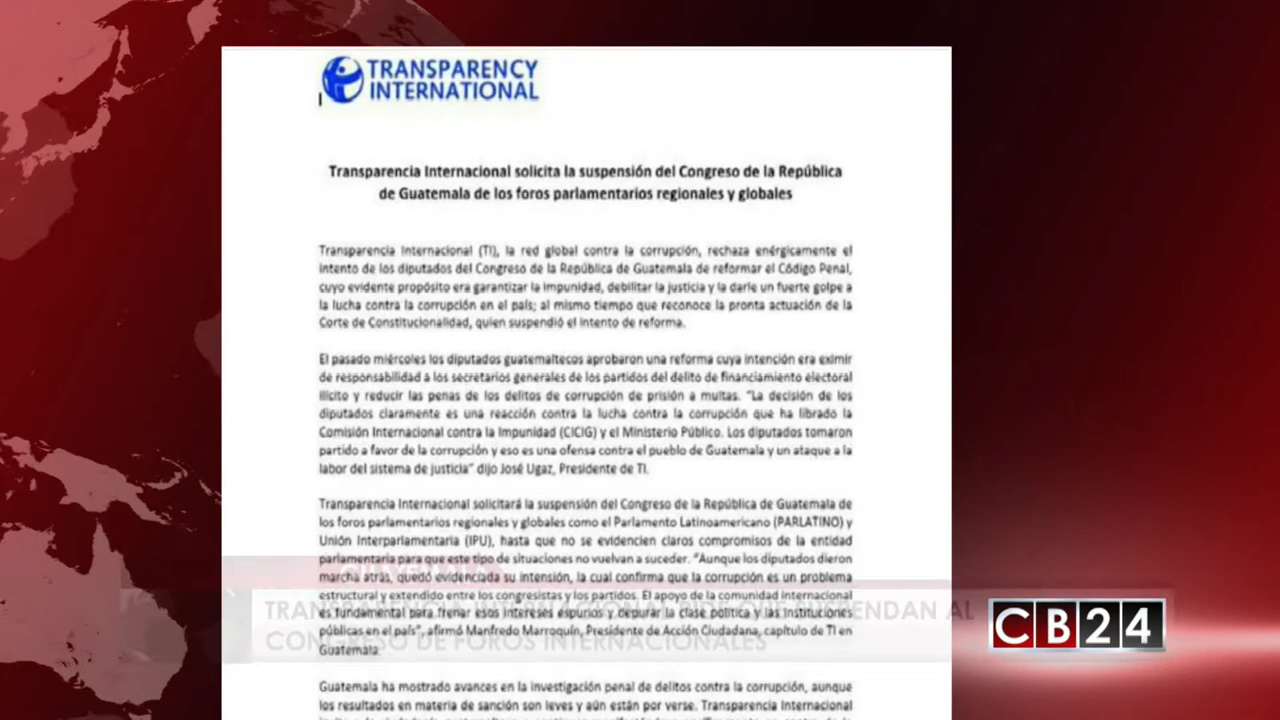 TRANSPARENCY
INTERNATIONAL
Transparencia Internacional solicita la suspensión del Congreso de la República
de Guatemala de los foros parlamentarios regionales y globales
Transparencia Internacional (TI), la red global contra la corrupción, rechaza enérgicamente el
intento de los diputados del Congreso de la República de Guatemala de reformar el Código Penal,
cuyo evidente propósito era garantizar la impunidad, debilitar la justicia y la darle un fuerte golpe a
la lucha contra la corrupción en el país; al mismo tiempo que reconoce la pronta actuación de la
Corte de Constitucionalidad, quien suspendió el intento de reforma.
El pasado miércoles los diputados guatemaltecos aprobaron una reforma cuya intención era eximir
de responsabilidad a los secretarios generales de los partidos del delito de financiamiento electoral
ilícito y reducir las penas de los delitos de corrupción de prisión a multas. "La decisión de los
diputados claramente es una reacción contra la lucha contra la corrupción que ha librado la
Comisión Internacional contra la Impunidad (CICIG) y el Ministerio Público. Los diputados tomaron
partido a favor de la corrupción y eso es una ofensa contra el pueblo de Guatemala y un ataque a la
labor del sistema de justicia" dijo José Ugaz, Presidente de TI.
Transparencia Internacional solicitará la suspensión del Congreso de la República de Guatemala de
los foros parlamentarios regionales y globales como el Parlamento Latinoamericano (PARLATINO) y
Unión Interparlamentaria (IPU), hasta que no se evidencien claros compromisos de la entidad
parlamentaria para que este tipo de situaciones no vuelvan a suceder. "Aunque los diputados dieron
marcha atrás, quedó evidenciada su intensión, la cual confirma que la corrupción es un problema
estructural y extendido entre los congresistas y los partidos. El apoyo de la comunidad internacional
es fundamental para frenar esos intereses espurios y depurar la clase política y las instituciones
públicas en el país", afirmó Manfredo Marroquín, Presidente de Acción Ciudadana, capítulo de TI en
Guatemala.
Guatemala ha mostrado avances en la investigación penal de delitos contra la corrupción, aunque
los resultados en materia de sanción son leves y aún están por verse. Transparencia Internacional
GUATEMALA
SUSPENDAN AL
CONGRESO DE FOROS INTERNACIONALES
CB24